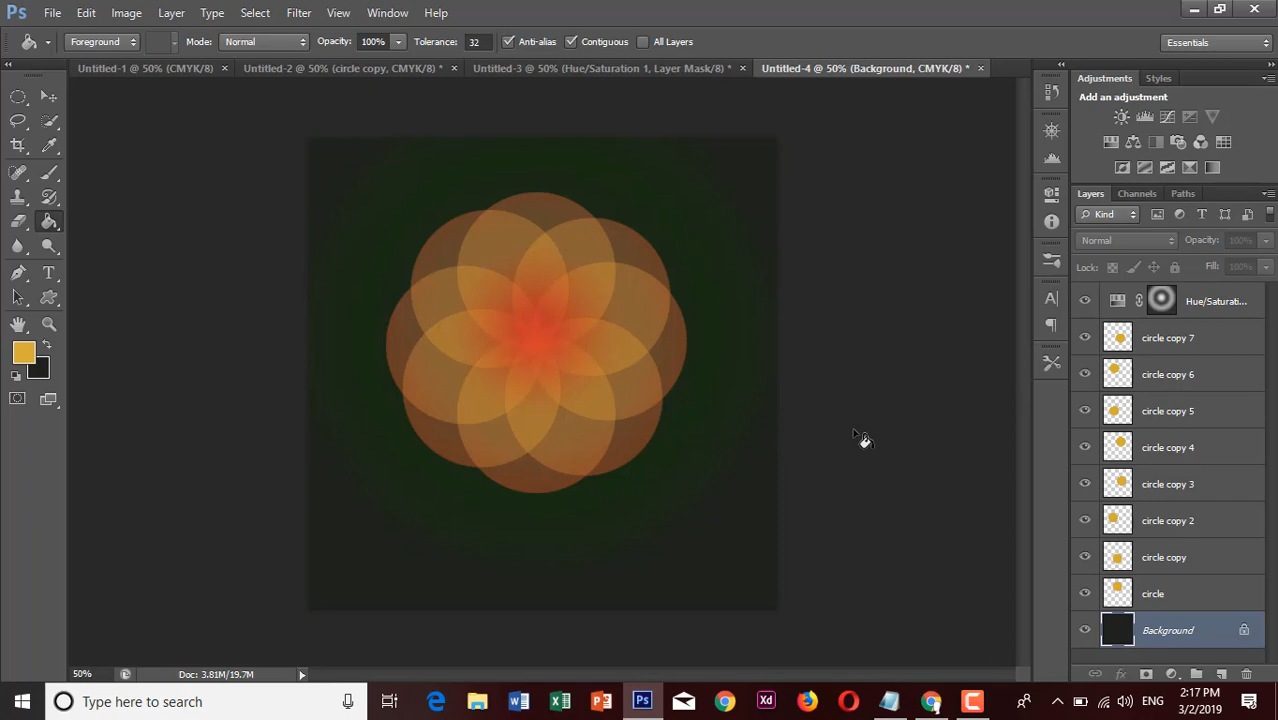 Ps File Edit Image Layer Type Select Filter 3D View Window Help
Foreground Mode: Normal Opacity: 100% Tolerance: 32 Anti-alias Contiguous All Layers Essentials
Untitled-1 @ 50% (CMYK/8) Untitled-2 @ 50% (circle copy, CMYK/8) * Untitled-3 @ 50% (Hue/Saturation 1, Layer Mask/8) * Untitled-4 @ 50% (Background, CMYK/8) *
Adjustments Styles
Add an adjustment
Layers Channels Paths
Kind
Normal Opacity: 100%
Lock: Fill: 100%
Hue/Saturati...
circle copy 7
circle copy 6
circle copy 5
circle copy 4
circle copy 3
circle copy 2
circle copy
circle
Background
50% Doc: 3.81M/19.7M
Type here to search
ENG
2:17 PM
3/2/2019